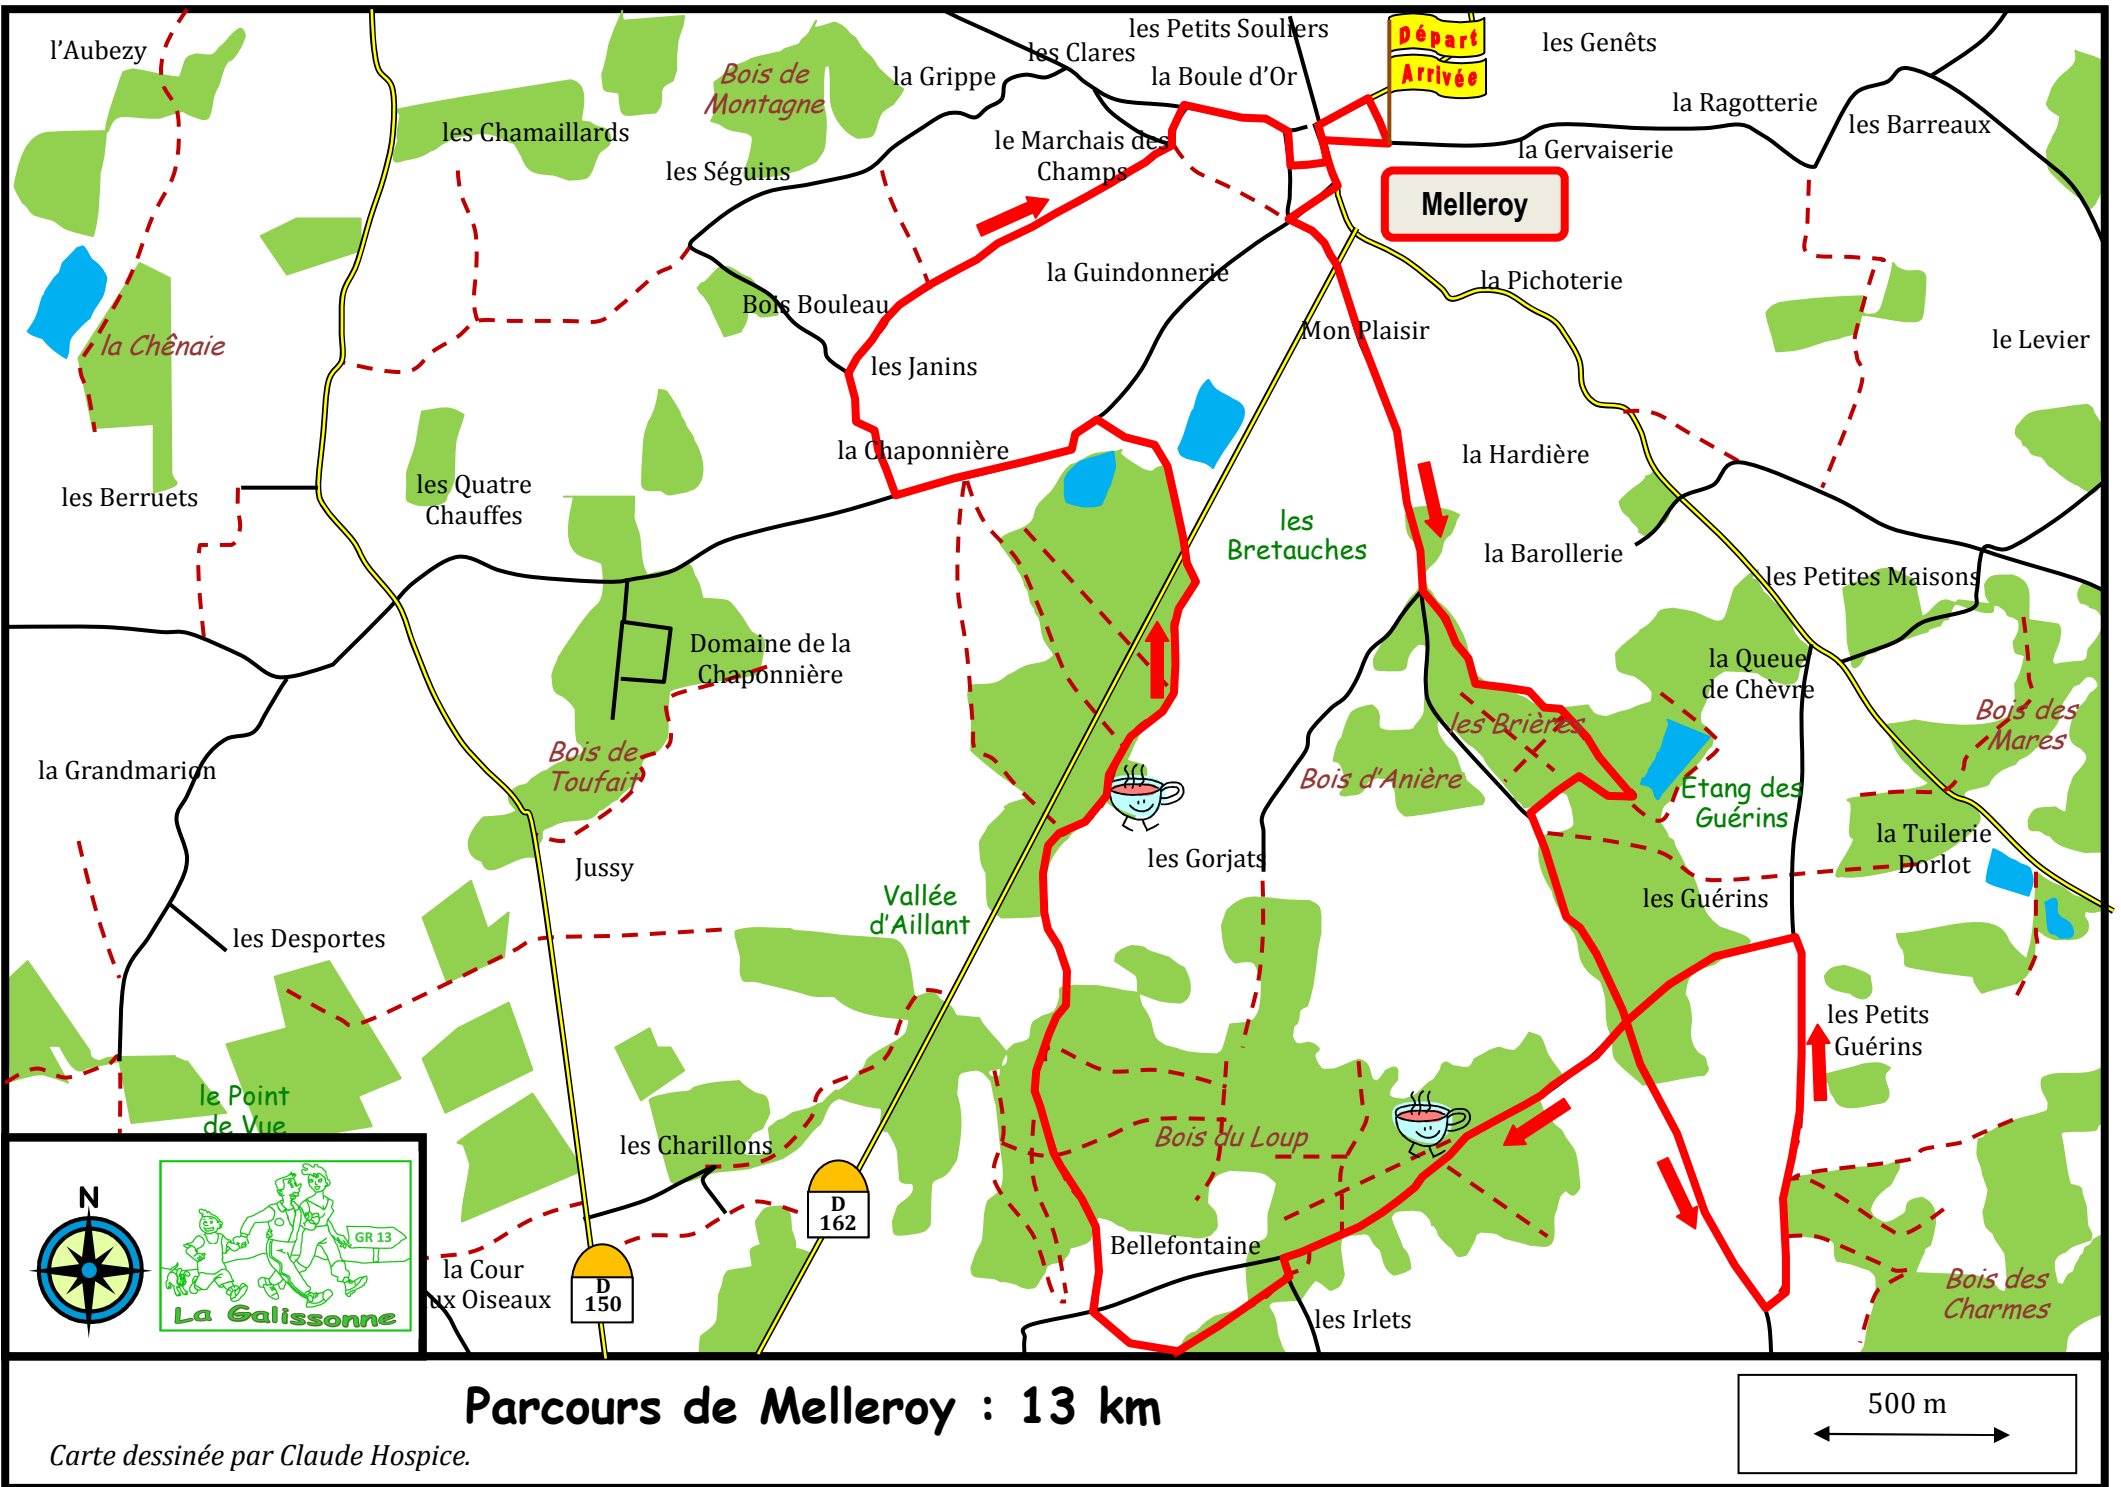 l'Aubezy
les Petits Souliers
les Clares
Départ
Arrivée
les Genêts
Bois de
Montagne
la Grippe
la Boule d'Or
la Ragotterie
les Barreaux
les Chamaillards
le Marchais des
Champs
la Gervaiserie
les Séguins
Melleroy
la Guindonnerie
la Pichoterie
Bois Bouleau
Mon Plaisir
la Chênaie
le Levier
les Janins
la Chaponnière
la Hardière
les Berruets
les Quatre
Chauffes
les
Bretauches
la Barollerie
les Petites Maisons
Domaine de la
Chaponnière
la Queue
de Chèvre
les Brières
Bois des
Mares
Bois de
Toufait
la Grandmarion
Bois d'Anière
Etang des
Guérins
la Tuilerie
Dorlot
Jussy
les Gorjats
Vallée
d'Aillant
les Guérins
les Desportes
les Petits
Guérins
le Point
de Vue
les Charillons
Bois du Loup
D
162
Bellefontaine
la Cour
ux Oiseaux
D
150
les Irlets
Bois des
Charmes
N
GR 13
La Galissonne
Parcours de Melleroy : 13 km
500 m
Carte dessinée par Claude Hospice.